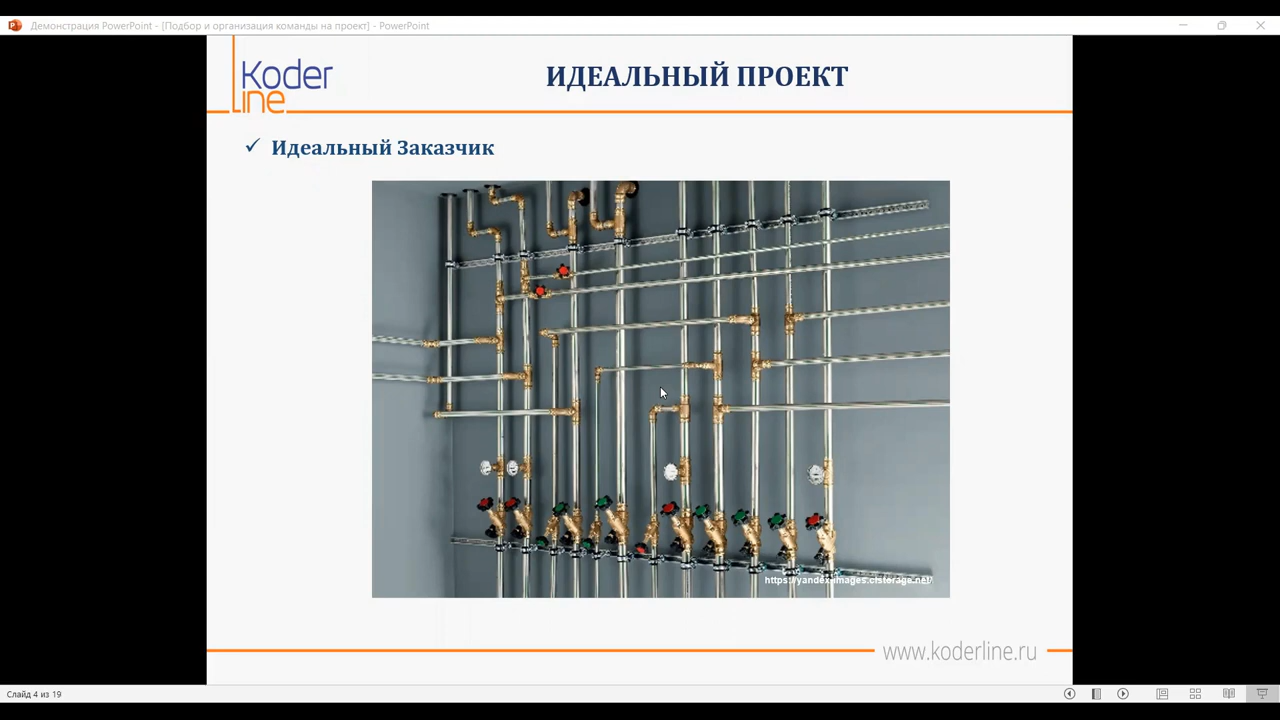 Демонстрация PowerPoint - [Подбор и организация команды на проект] - PowerPoint
Koder
line
ИДЕАЛЬНЫЙ ПРОЕКТ
✓ Идеальный Заказчик
https://yandex-images.clstorage.net/
www.koderline.ru
Слайд 4 из 19